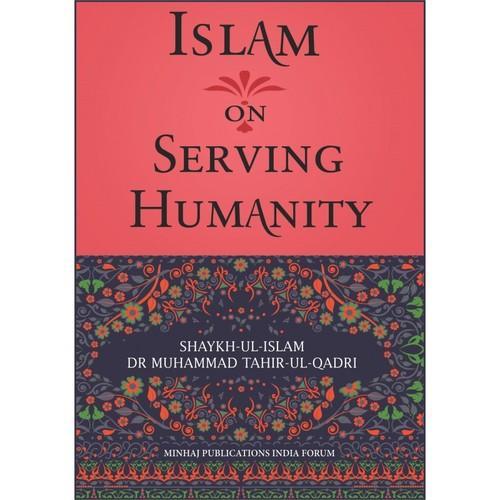 ISLAM
ON
SERVING
HUMANITY
SHAYKH-UL-ISLAM
DR MUHAMMAD TAHIR-UL-QADRI
MINHAJ PUBLICATIONS INDIA FORUM